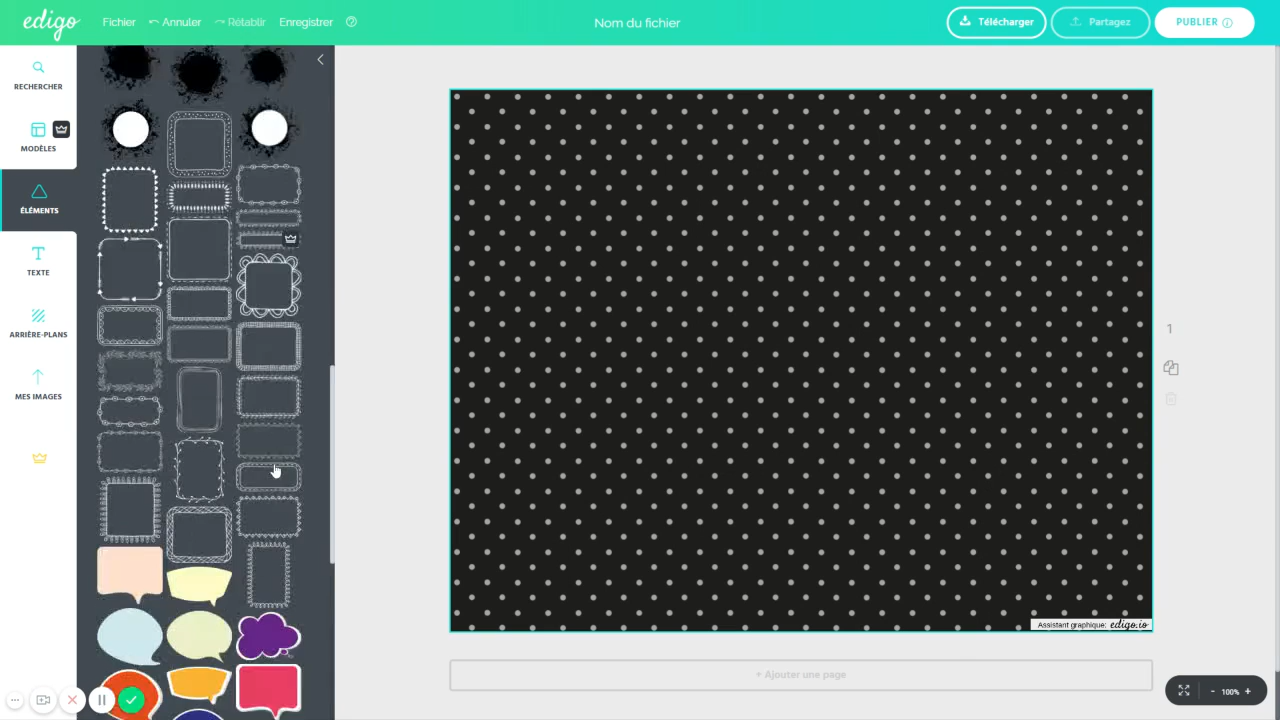 edigo
Fichier
Annuler
Rétablir
Enregistrer
Nom du fichier
Télécharger
Partagez
PUBLIER
RECHERCHER
MODÈLES
ÉLÉMENTS
TEXTE
ARRIÈRE-PLANS
MES IMAGES
1
Assistant graphique: edigo.io
+ Ajouter une page
- 100% +